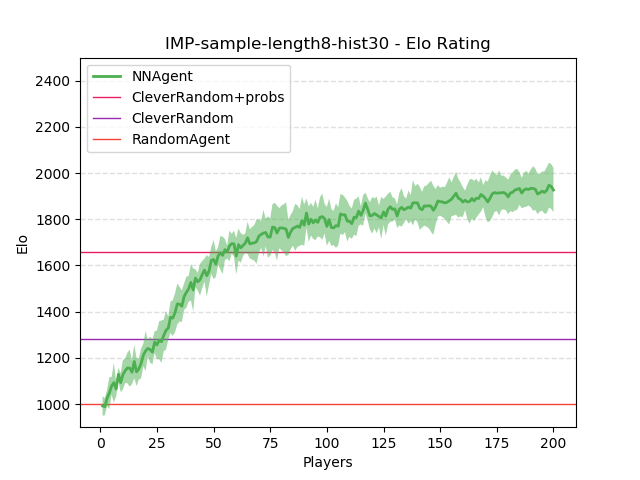 IMP-sample-length8-hist30 - Elo Rating
NNAgent
CleverRandom+probs
CleverRandom
RandomAgent
Elo
2400
2200
2000
1800
1600
1400
1200
1000
0 25 50 75 100 125 150 175 200
Players